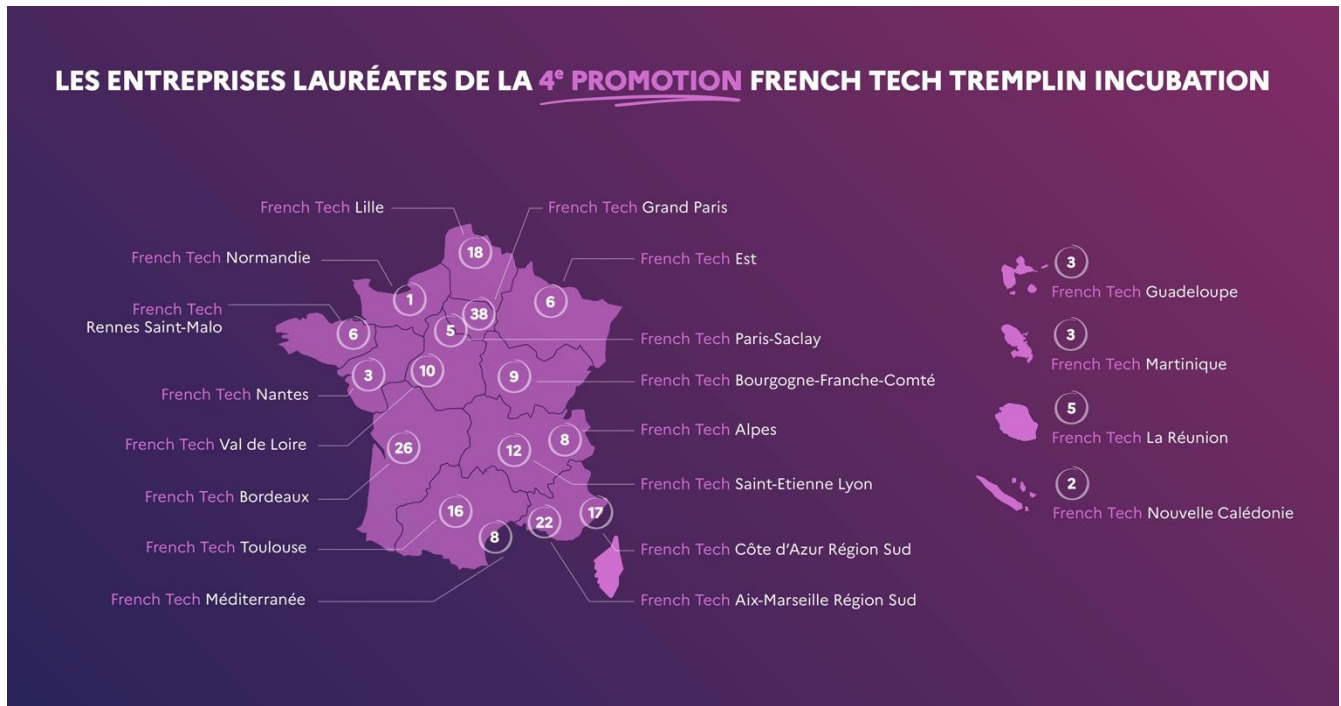 LES ENTREPRISES LAURÉATES DE LA 4e PROMOTION FRENCH TECH TREMPLIN INCUBATION
French Tech Lille
French Tech Grand Paris
French Tech Normandie
French Tech Est
French Tech
Rennes Saint-Malo
French Tech Paris-Saclay
French Tech Nantes
French Tech Bourgogne-Franche-Comté
French Tech Val de Loire
French Tech Alpes
French Tech Bordeaux
French Tech Saint-Etienne Lyon
French Tech Toulouse
French Tech Côte d'Azur Région Sud
French Tech Méditerranée
French Tech Aix-Marseille Région Sud
18
1
38
6
6
5
3
10
9
26
12
8
16
8
22
17
3
French Tech Guadeloupe
3
French Tech Martinique
5
French Tech La Réunion
2
French Tech Nouvelle Calédonie